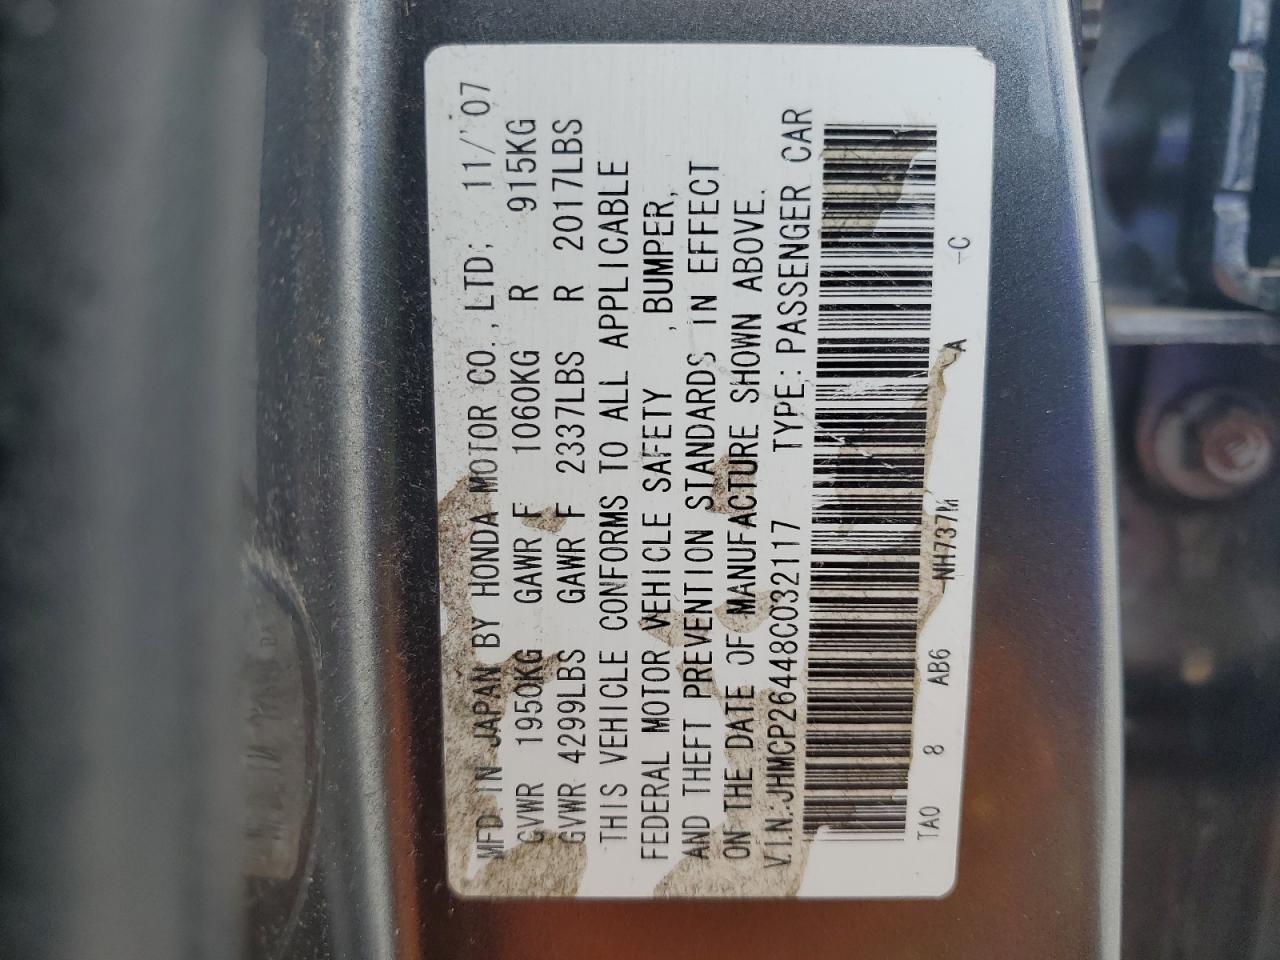 MFD. IN JAPAN BY HONDA MOTOR CO., LTD; 11/'07
GVWR 1950KG GAWR F 1060KG R 915KG
GVWR 4299LBS GAWR F 2337LBS R 2017LBS
THIS VEHICLE CONFORMS TO ALL APPLICABLE
FEDERAL MOTOR VEHICLE SAFETY , BUMPER,
AND THEFT PREVENTION STANDARDS IN EFFECT
ON THE DATE OF MANUFACTURE SHOWN ABOVE.
V.I.N.:JHMCP26448C032117 TYPE: PASSENGER CAR
TA0 8 AB6 NH737M A -C